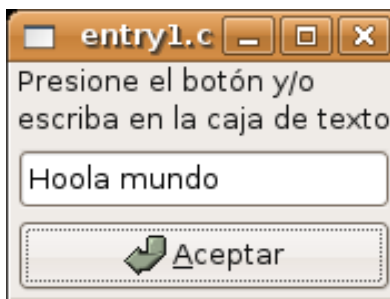 entry1.c
Presione el botón y/o
escriba en la caja de texto
Hoola mundo
Aceptar